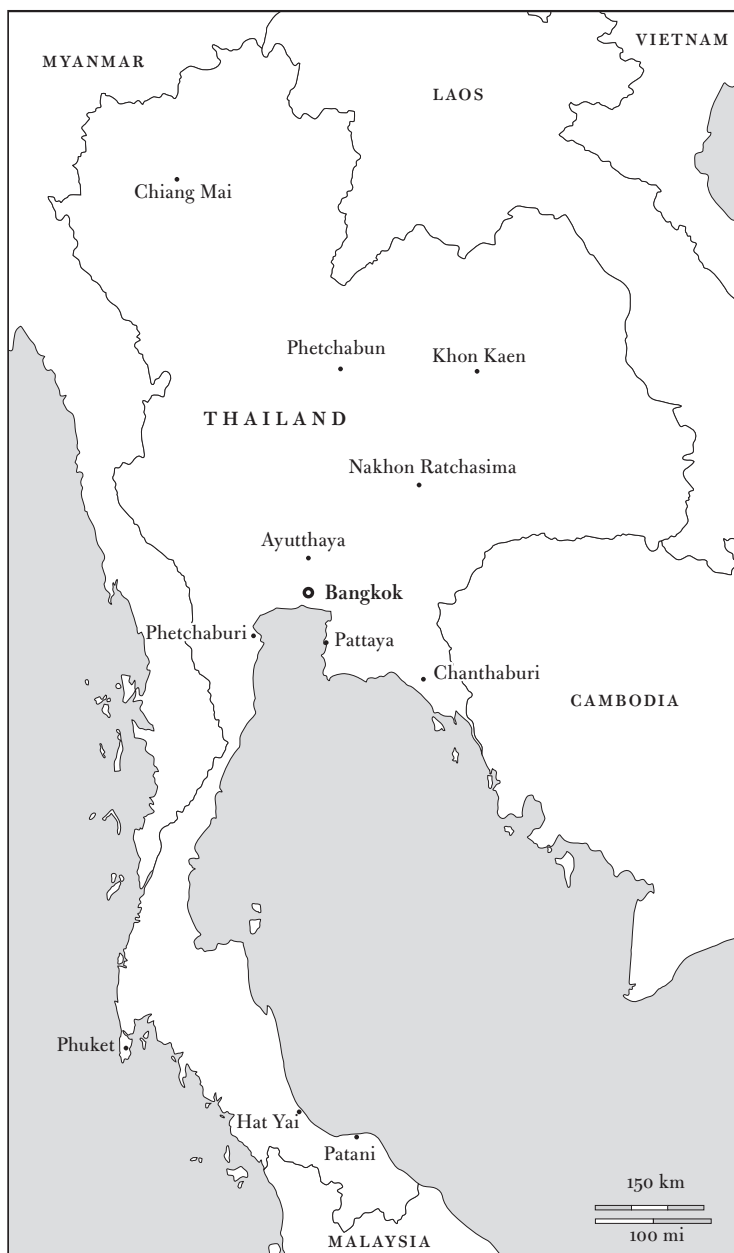 VIETNAM
MYANMAR
LAOS
Chiang Mai
Phetchabun
Khon Kaen
THAILAND
Nakhon Ratchasima
Ayutthaya
Bangkok
Phetchaburi
Pattaya
Chanthaburi
CAMBODIA
Phuket
Hat Yai
Patani
150 km
100 mi
MALAYSIA